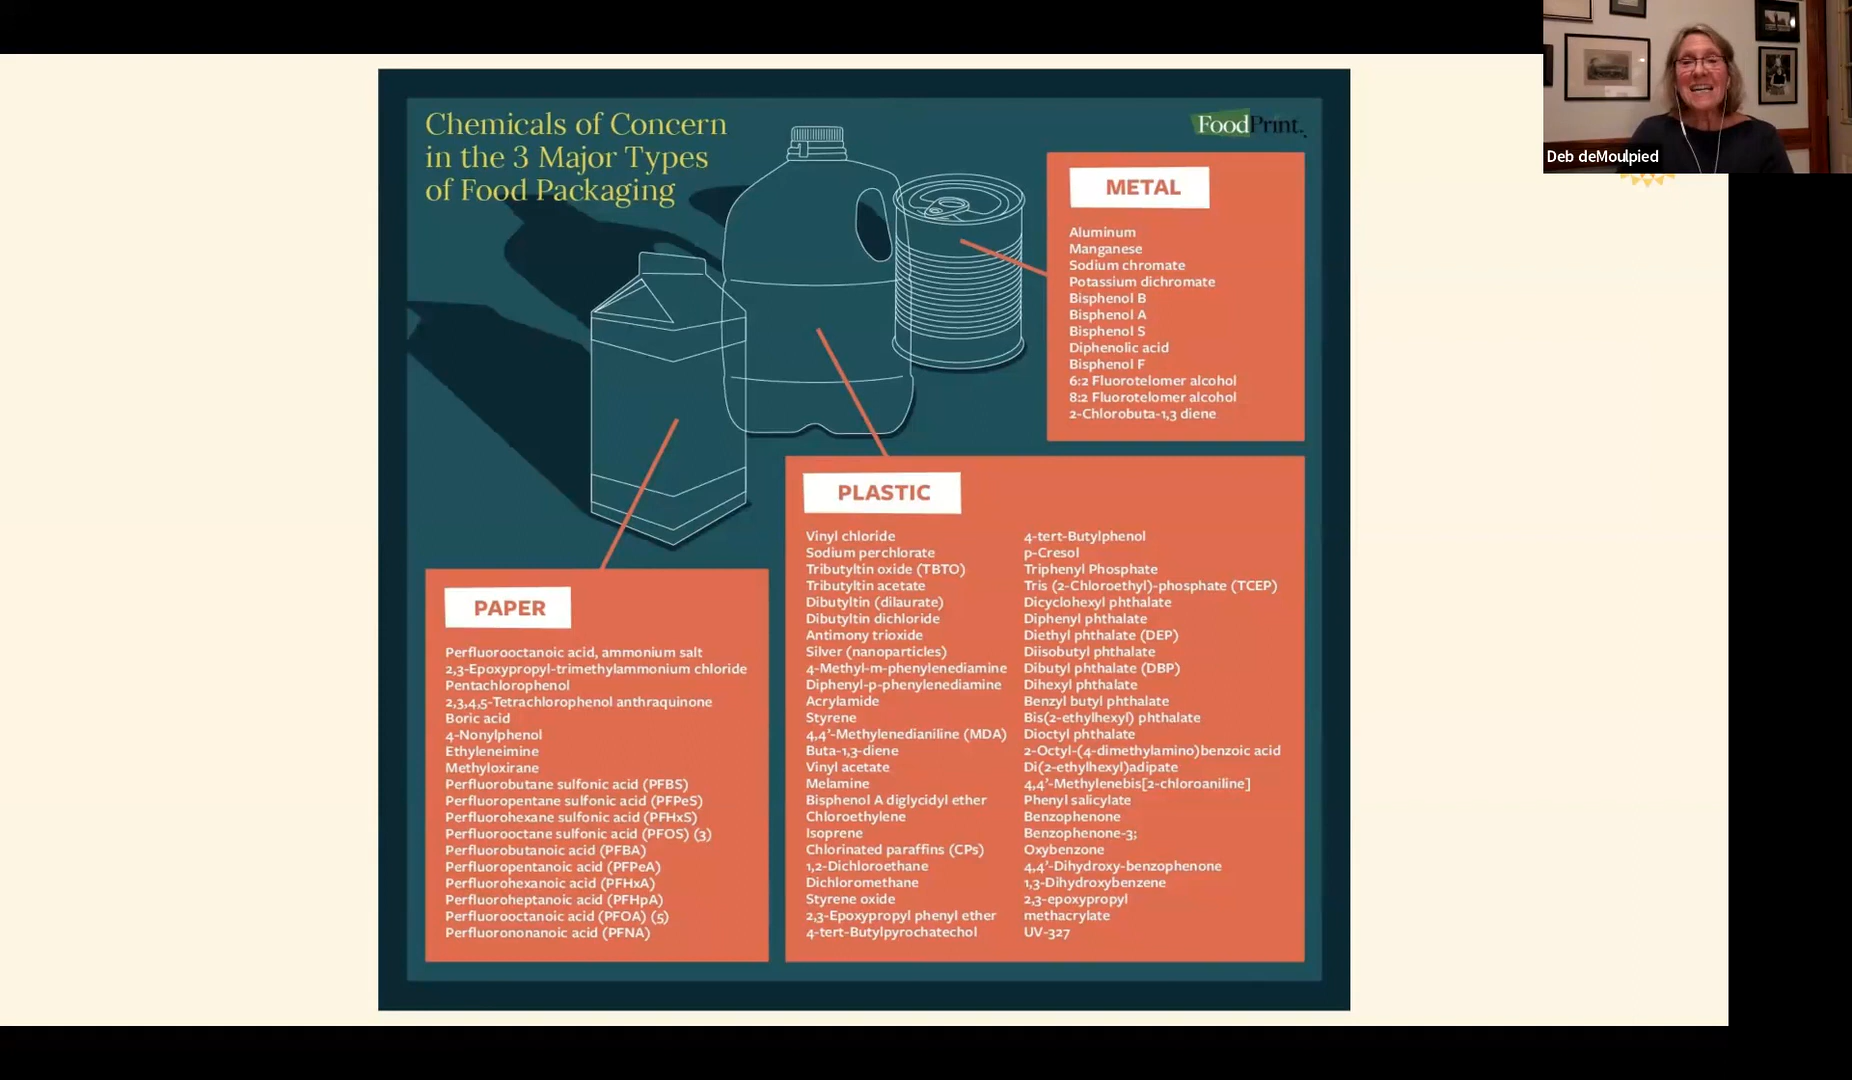 Chemicals of Concern
in the 3 Major Types
of Food Packaging
FoodPrint.
Deb deMoulpied
METAL
Aluminum
Manganese
Sodium chromate
Potassium dichromate
Bisphenol B
Bisphenol A
Bisphenol S
Diphenolic acid
Bisphenol F
6:2 Fluorotelomer alcohol
8:2 Fluorotelomer alcohol
2-Chlorobuta-1,3 diene
PLASTIC
Vinyl chloride
Sodium perchlorate
Tributyltin oxide (TBTO)
Tributyltin acetate
Dibutyltin (dilaurate)
Dibutyltin dichloride
Antimony trioxide
Silver (nanoparticles)
4-Methyl-m-phenylenediamine
Diphenyl-p-phenylenediamine
Acrylamide
Styrene
4,4'-Methylenedianiline (MDA)
Buta-1,3-diene
Vinyl acetate
Melamine
Bisphenol A diglycidyl ether
Chloroethylene
Isoprene
Chlorinated paraffins (CPs)
1,2-Dichloroethane
Dichloromethane
Styrene oxide
2,3-Epoxypropyl phenyl ether
4-tert-Butylpyrochatechol
4-tert-Butylphenol
p-Cresol
Triphenyl Phosphate
Tris (2-Chloroethyl)-phosphate (TCEP)
Dicyclohexyl phthalate
Diphenyl phthalate
Diethyl phthalate (DEP)
Diisobutyl phthalate
Dibutyl phthalate (DBP)
Dihexyl phthalate
Benzyl butyl phthalate
Bis(2-ethylhexyl) phthalate
Dioctyl phthalate
2-Octyl-(4-dimethylamino)benzoic acid
Di(2-ethylhexyl)adipate
4,4'-Methylenebis[2-chloroaniline]
Phenyl salicylate
Benzophenone
Benzophenone-3;
Oxybenzone
4,4'-Dihydroxy-benzophenone
1,3-Dihydroxybenzene
2,3-epoxypropyl
methacrylate
UV-327
PAPER
Perfluorooctanoic acid, ammonium salt
2,3-Epoxypropyl-trimethylammonium chloride
Pentachlorophenol
2,3,4,5-Tetrachlorophenol anthraquinone
Boric acid
4-Nonylphenol
Ethyleneimine
Methyloxirane
Perfluorobutane sulfonic acid (PFBS)
Perfluoropentane sulfonic acid (PFPeS)
Perfluorohexane sulfonic acid (PFHxS)
Perfluorooctane sulfonic acid (PFOS) (3)
Perfluorobutanoic acid (PFBA)
Perfluoropentanoic acid (PFPeA)
Perfluorohexanoic acid (PFHxA)
Perfluoroheptanoic acid (PFHpA)
Perfluorooctanoic acid (PFOA) (5)
Perfluorononanoic acid (PFNA)